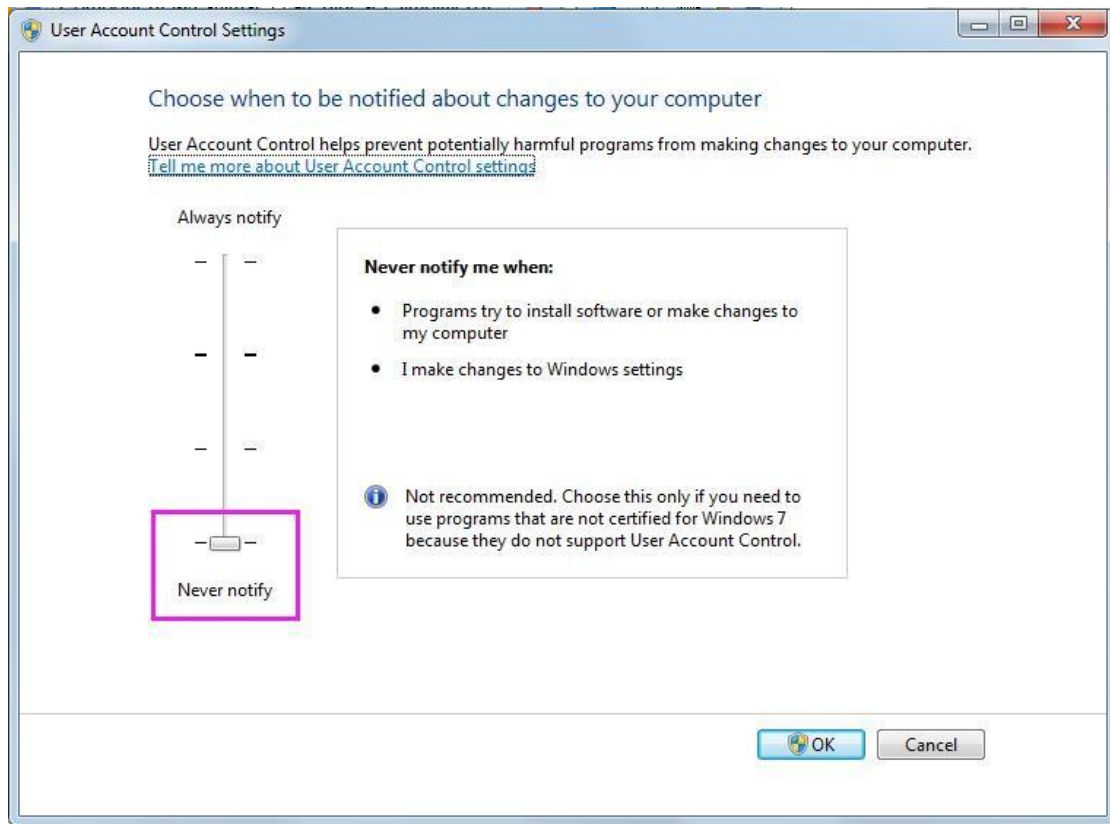 User Account Control Settings
Choose when to be notified about changes to your computer
User Account Control helps prevent potentially harmful programs from making changes to your computer.
Tell me more about User Account Control settings
Always notify
Never notify me when:
Programs try to install software or make changes to
my computer
I make changes to Windows settings
Not recommended. Choose this only if you need to
use programs that are not certified for Windows 7
because they do not support User Account Control.
Never notify
OK
Cancel